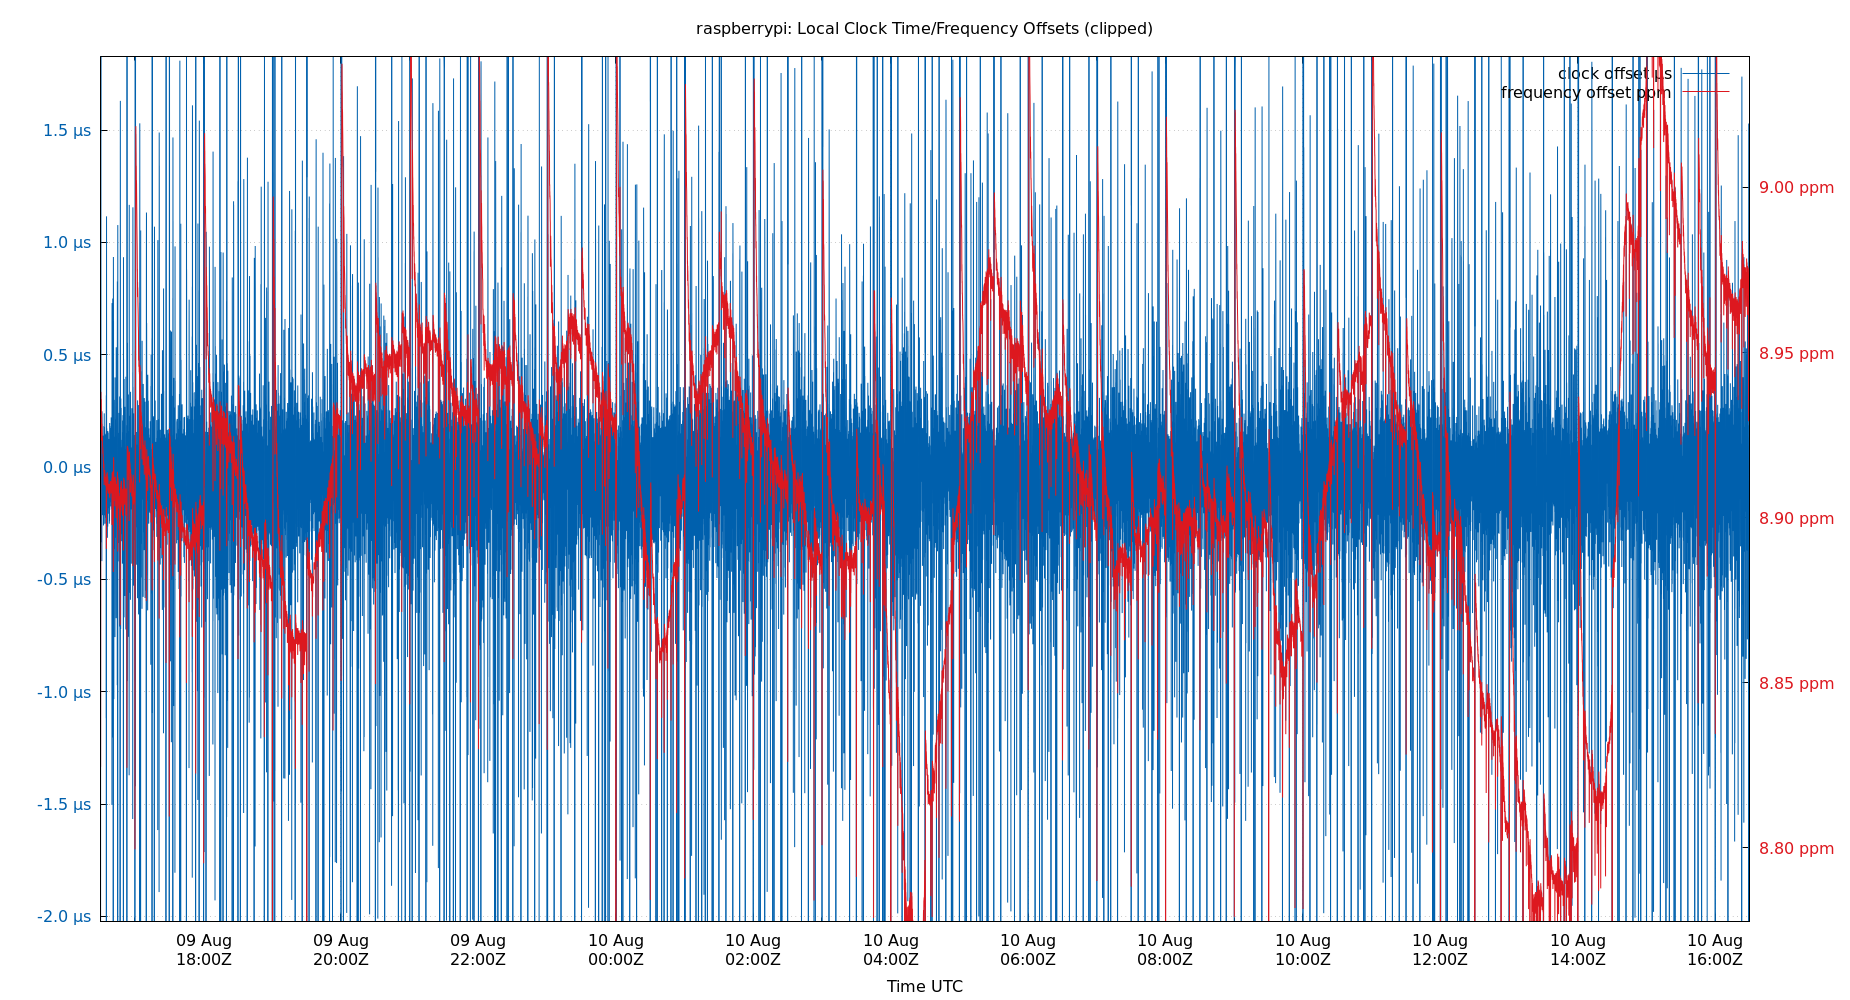 raspberrypi: Local Clock Time/Frequency Offsets (clipped)
clock offset µs
frequency offset ppm
1.5 µs
1.0 µs
0.5 µs
0.0 µs
-0.5 µs
-1.0 µs
-1.5 µs
-2.0 µs
9.00 ppm
8.95 ppm
8.90 ppm
8.85 ppm
8.80 ppm
09 Aug
18:00Z
09 Aug
20:00Z
09 Aug
22:00Z
10 Aug
00:00Z
10 Aug
02:00Z
10 Aug
04:00Z
10 Aug
06:00Z
10 Aug
08:00Z
10 Aug
10:00Z
10 Aug
12:00Z
10 Aug
14:00Z
10 Aug
16:00Z
Time UTC